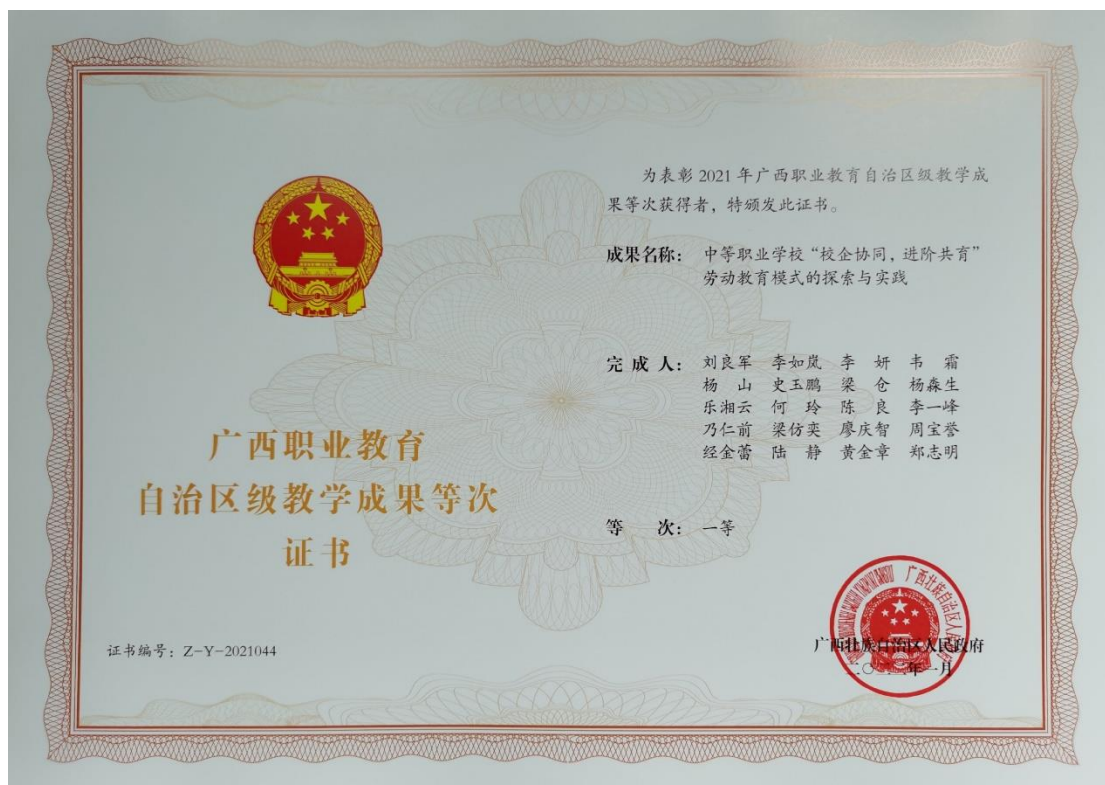 为表彰 2021 年广西职业教育自治区级教学成
果等次获得者，特颁发此证书。
成果名称：中等职业学校“校企协同，进阶共育”
劳动教育模式的探索与实践
完成人：刘良军 李如岚 李妍 韦霜
杨山 史玉鹏 梁仓 杨森生
乐湘云 何玲 陈良 李一峰
乃仁前 梁仿奕 廖庆智 周宝誉
经金蕾 陆静 黄金章 郑志明
等次：一等
广西职业教育
自治区级教学成果等次
证书
证书编号：Z-Y-2021044
广西壮族自治区人民政府
二〇二二年一月